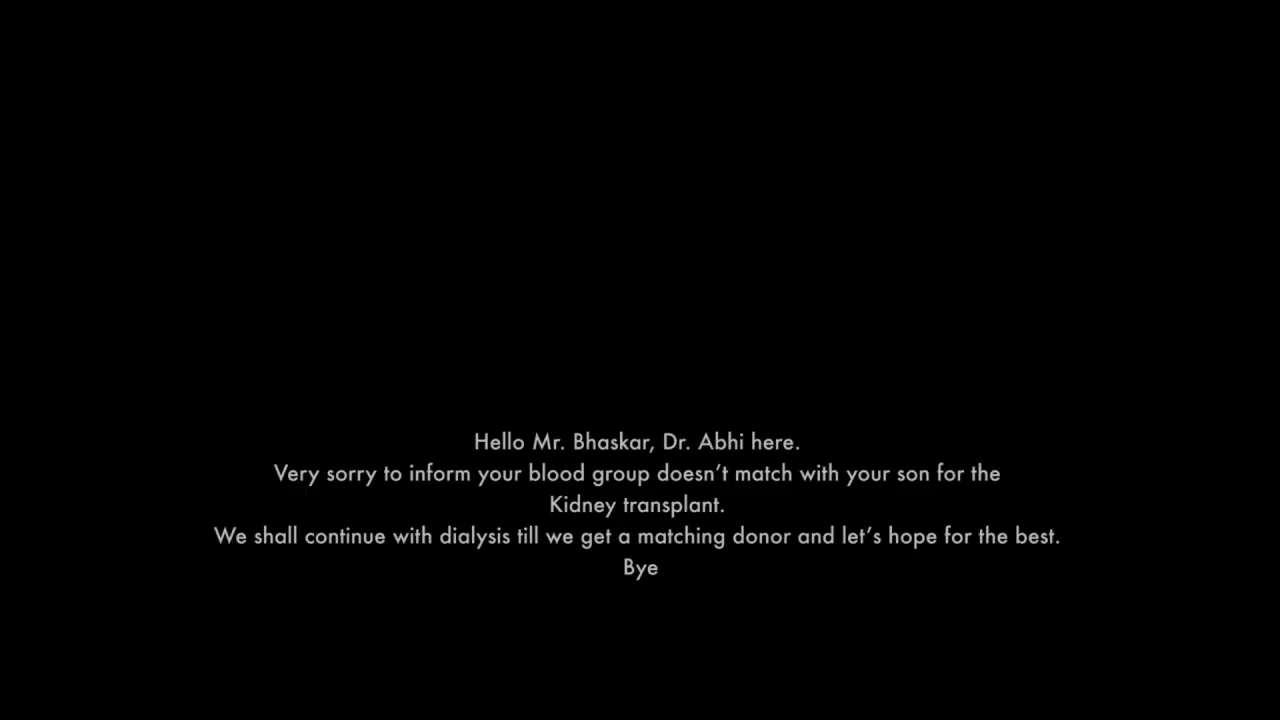 Hello Mr. Bhaskar, Dr. Abhi here.
Very sorry to inform your blood group doesn't match with your son for the
Kidney transplant.
We shall continue with dialysis till we get a matching donor and let's hope for the best.
Bye